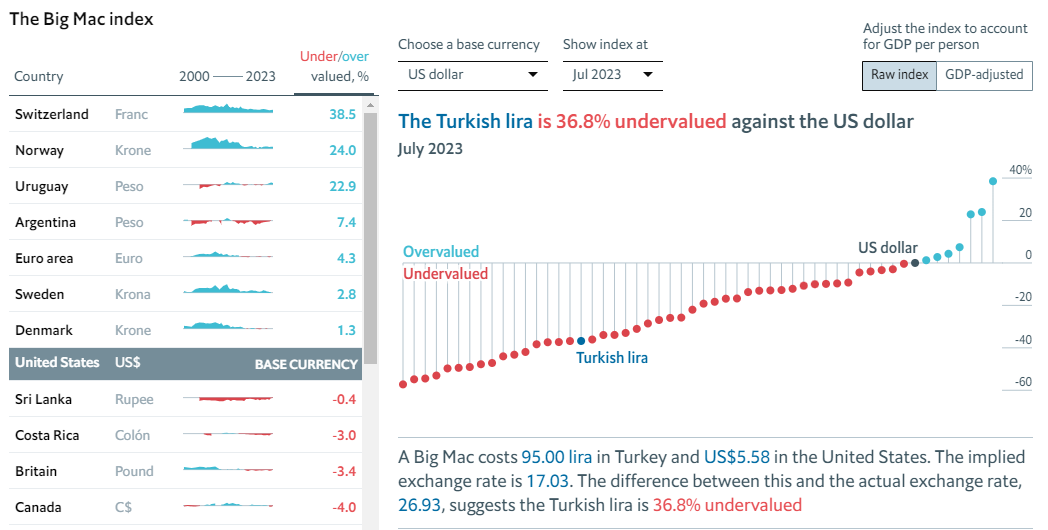 The Big Mac index
Under/over
Country 2000 2023 valued, %
Switzerland Franc 38.5
Norway Krone 24.0
Uruguay Peso 22.9
Argentina Peso 7.4
Euro area Euro 4.3
Sweden Krona 2.8
Denmark Krone 1.3
United States US$ BASE CURRENCY
Sri Lanka Rupee -0.4
Costa Rica Colón -3.0
Britain Pound -3.4
Canada C$ -4.0
Choose a base currency
US dollar
Show index at
Jul 2023
Adjust the index to account
for GDP per person
Raw index GDP-adjusted
The Turkish lira is 36.8% undervalued against the US dollar
July 2023
40%
20
US dollar
0
Overvalued
Undervalued
-20
-40
Turkish lira
-60
A Big Mac costs 95.00 lira in Turkey and US$5.58 in the United States. The implied
exchange rate is 17.03. The difference between this and the actual exchange rate,
26.93, suggests the Turkish lira is 36.8% undervalued